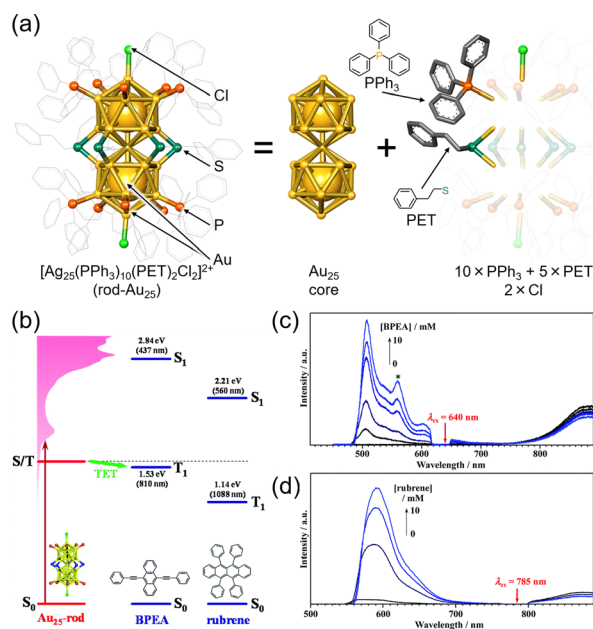 (a)
Cl
S
P
Au
[Ag25(PPh3)10(PET)2Cl2]2+
(rod-Au25)
=
Au25
core
+
P
PPh3
S
PET
10 × PPh3 + 5 × PET
2 × Cl
(b)
2.84 eV
(437 nm)
S1
2.21 eV
(560 nm)
S1
S/T
TET
T1
1.53 eV
(810 nm)
1.14 eV
(1088 nm)
T1
S0
S0
S0
Au25-rod
BPEA
rubrene
(c)
[BPEA] / mM
10
0
*
λex = 640 nm
Intensity / a.u.
500
600
700
800
Wavelength / nm
(d)
[rubrene]
/ mM
10
0
λex = 785 nm
Intensity / a.u.
500
600
700
800
900
Wavelength / nm